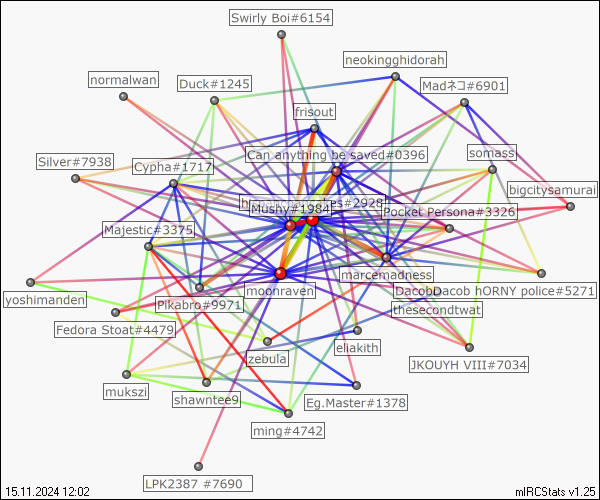 Swirly Boi#6154
neokingghidorah
normalwan
Duck#1245
Madネコ#6901
frisout
Can anything be saved#0396
somass
Silver#7938
Cypha#1717
bigcitysamurai
Mushy#1984
#2928
Pocket Persona#3326
Majestic#3375
marcemadness
moonraven
DacobDacob hORNY police#5271
yoshimanden
Pikabro#9971
thesecondtwat
Fedora Stoat#4479
eliakith
zebula
JKOUYH VIII#7034
mukszi
shawntee9
Eg.Master#1378
ming#4742
LPK2387 #7690
15.11.2024 12:02
mIRCStats v1.25